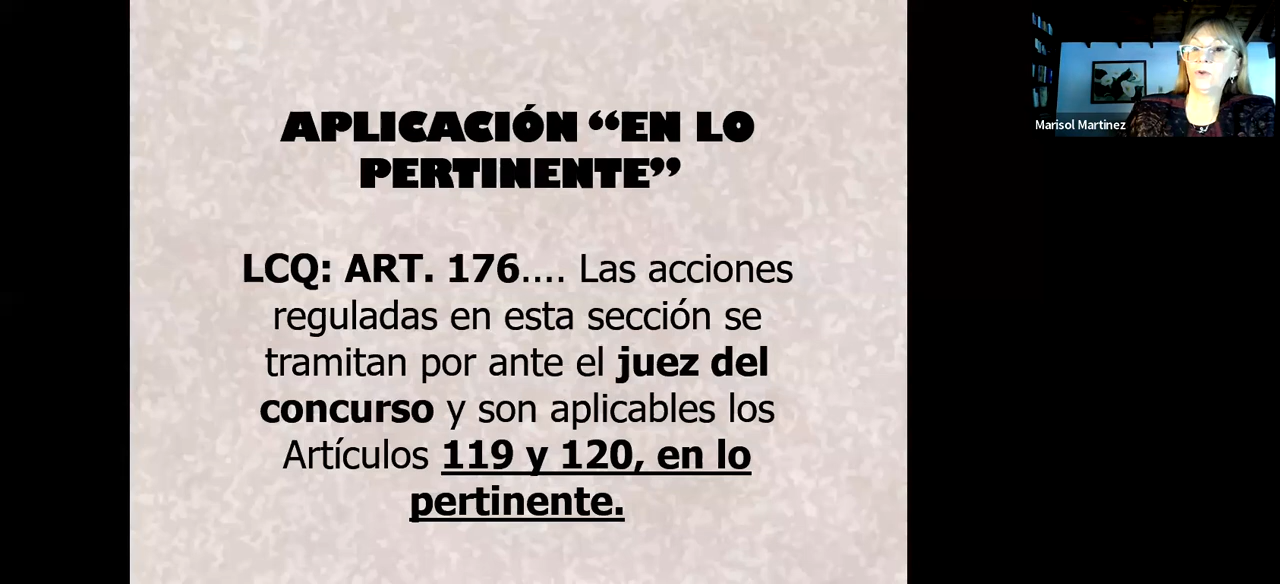 APLICACIÓN “EN LO
PERTINENTE”
LCQ: ART. 176.... Las acciones
reguladas en esta sección se
tramitan por ante el juez del
concurso y son aplicables los
Artículos 119 y 120, en lo
pertinente.
Marisol Martinez